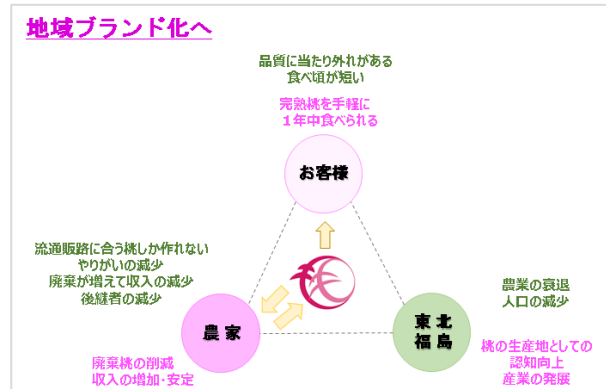 地域ブランド化へ
品質に当たり外れがある
食べ頃が短い
完熟桃を手軽に
1年中食べられる
お客様
流通販路に合う桃しか作れない
やりがいの減少
廃棄が増えて収入の減少
後継者の減少
農業の衰退
人口の減少
農家
東北
福島
廃棄桃の削減
収入の増加・安定
桃の生産地としての
認知向上
産業の発展